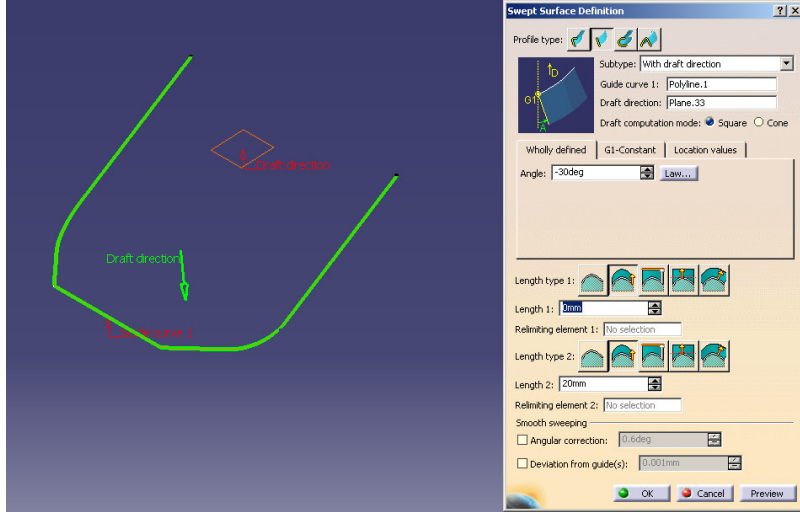 Swept Surface Definition
Profile type:
Subtype: With draft direction
Guide curve 1: Polyline.1
Draft direction: Plane.33
Draft computation mode: Square Cone
D
G1
A
Wholly defined G1-Constant Location values
Angle: -30deg Law...
Length type 1:
Length 1: 0mm
Relimiting element 1: No selection
Length type 2:
Length 2: 20mm
Relimiting element 2: No selection
Smooth sweeping
Angular correction: 0.6deg
Deviation from guide(s): 0.001mm
OK Cancel Preview
Draft direction
Draft direction
curve 1